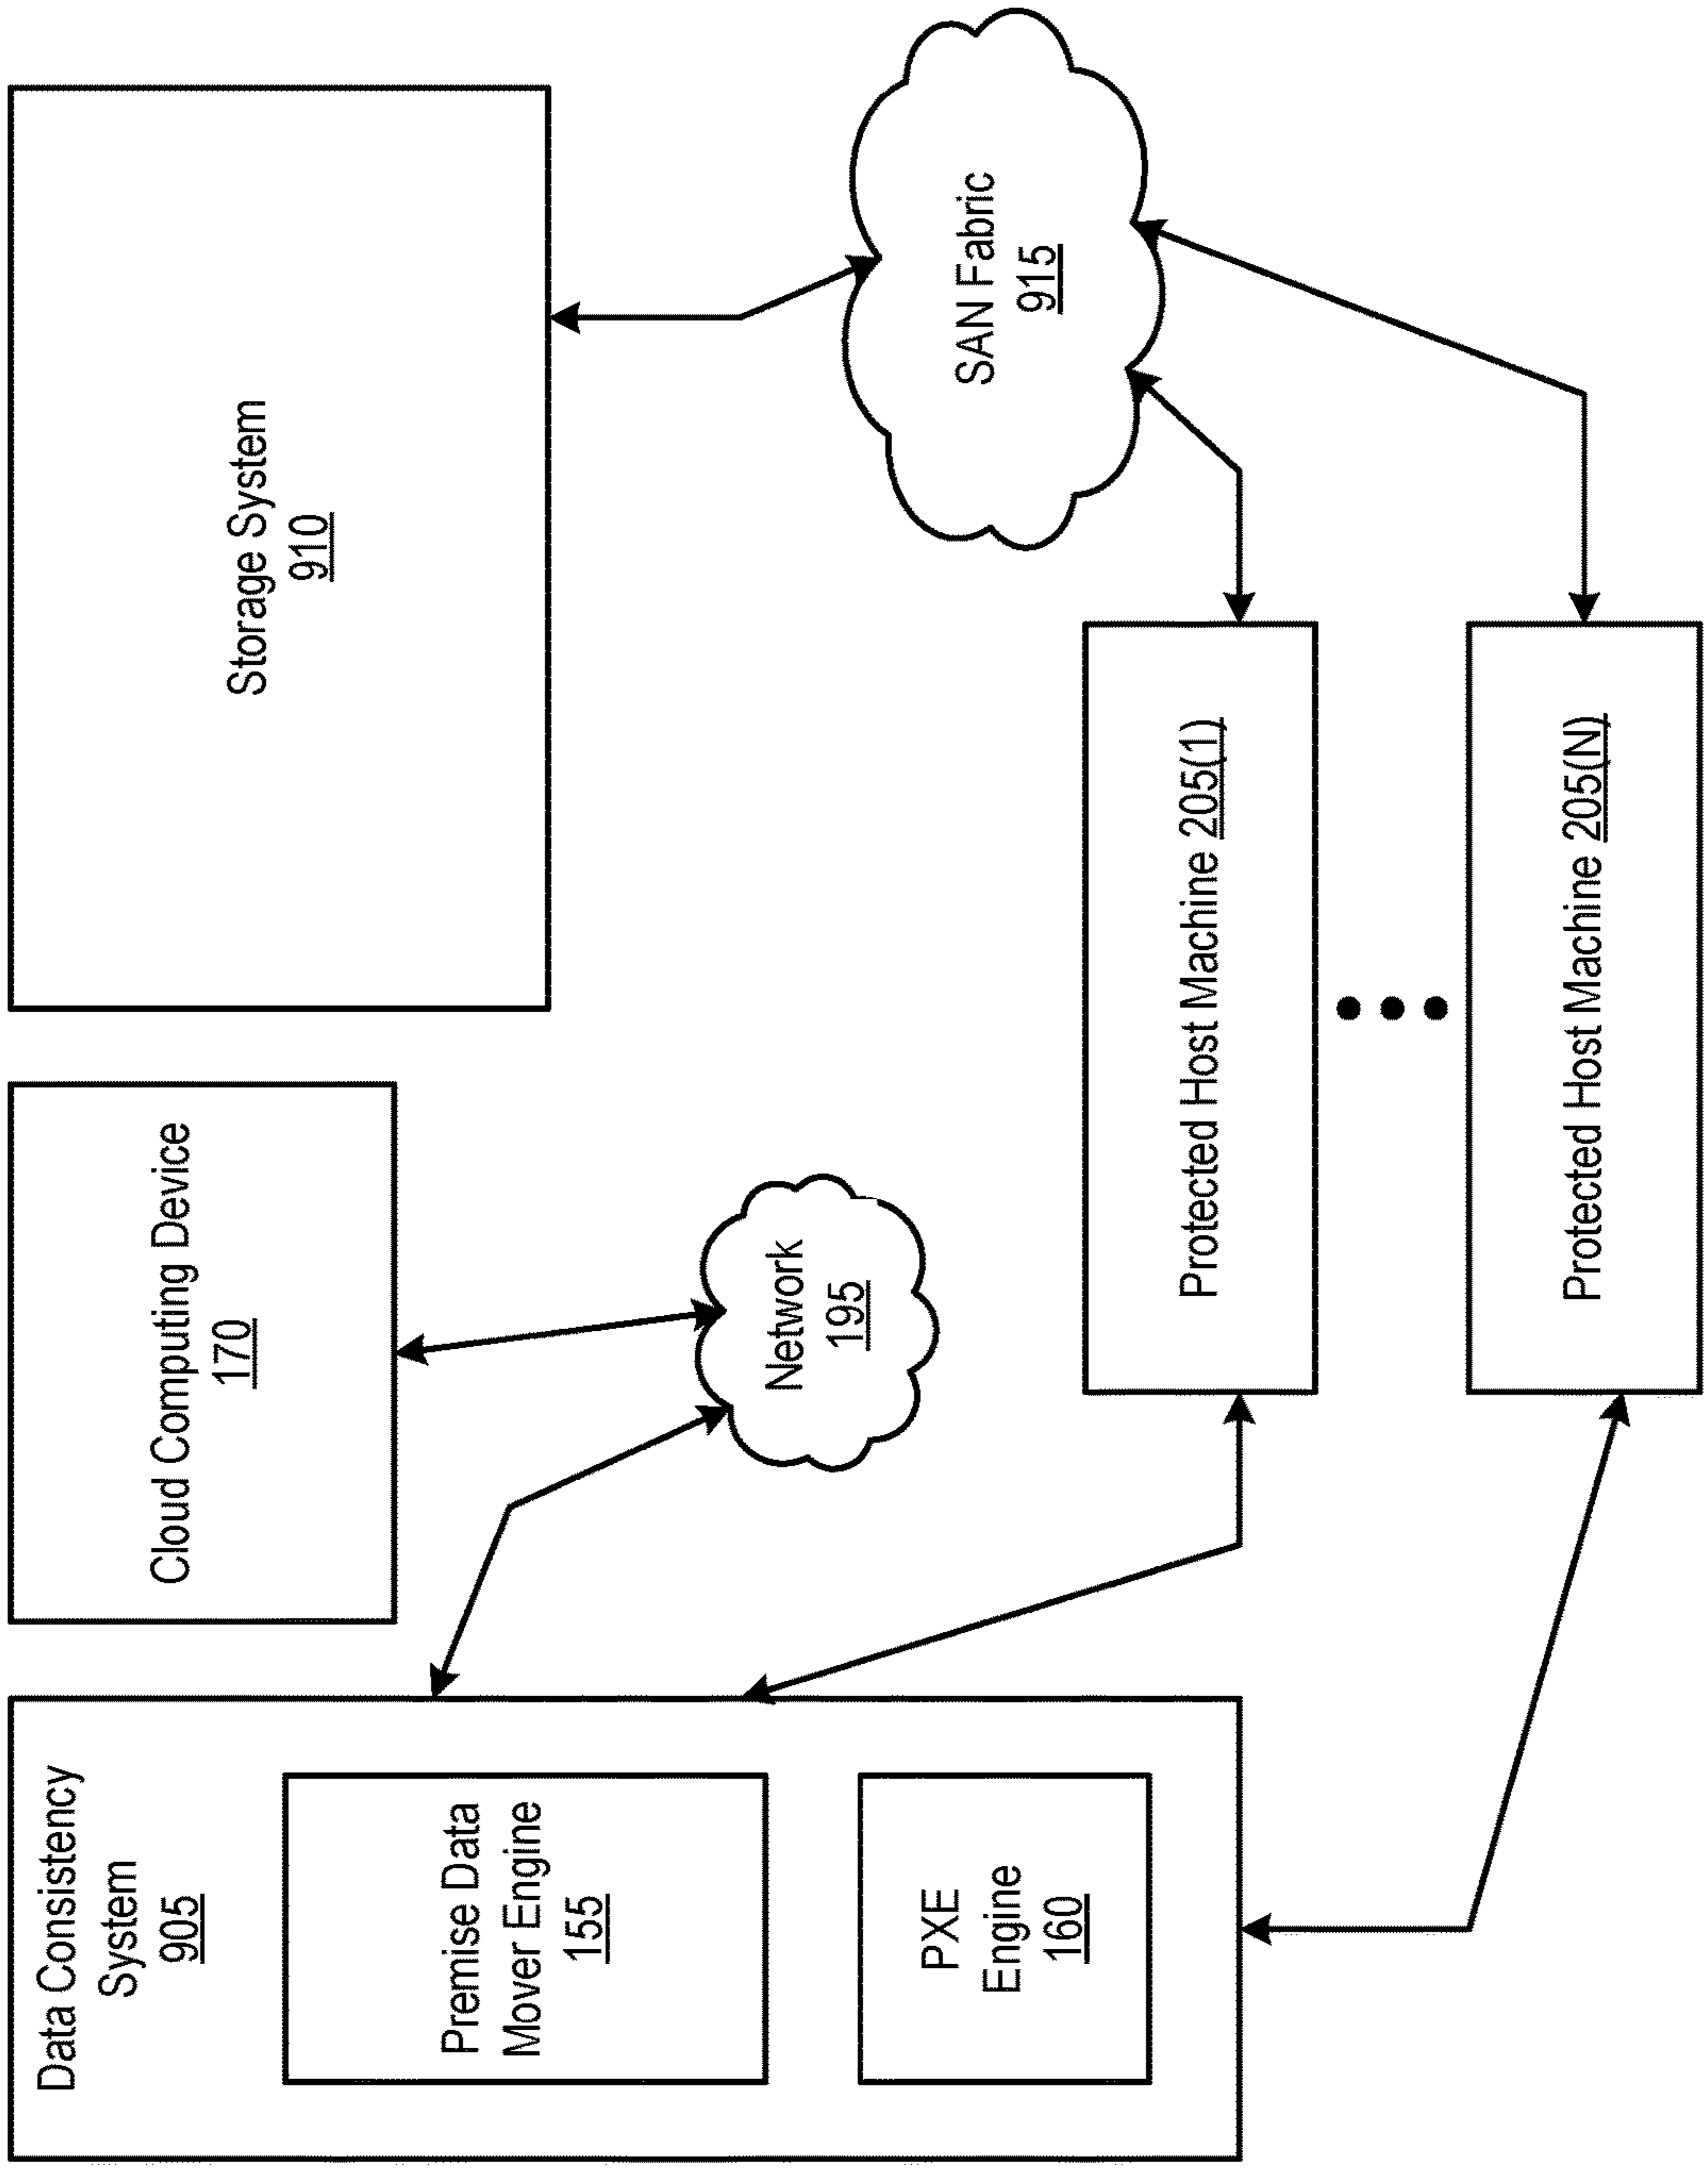 Data Consistency
System
905
Premise Data
Mover Engine
155
PXE
Engine
160
Cloud Computing Device
170
Network
195
Storage System
910
SAN Fabric
915
Protected Host Machine 205(1)
Protected Host Machine 205(N)